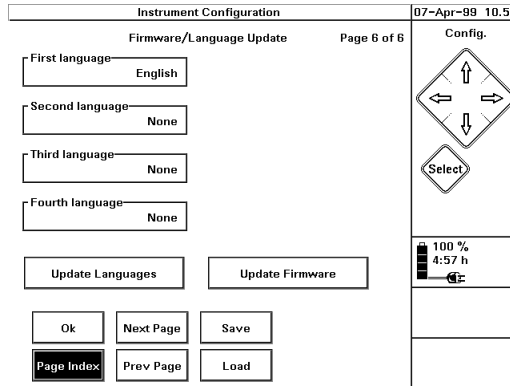 Instrument Configuration
07-Apr-99 10.5
Firmware/Language Update
Page 6 of 6
Config.
First language
English
Second language
None
Third language
None
Select
Fourth language
None
100 %
4:57 h
Update Languages
Update Firmware
Ok
Next Page
Save
Page Index
Prev Page
Load